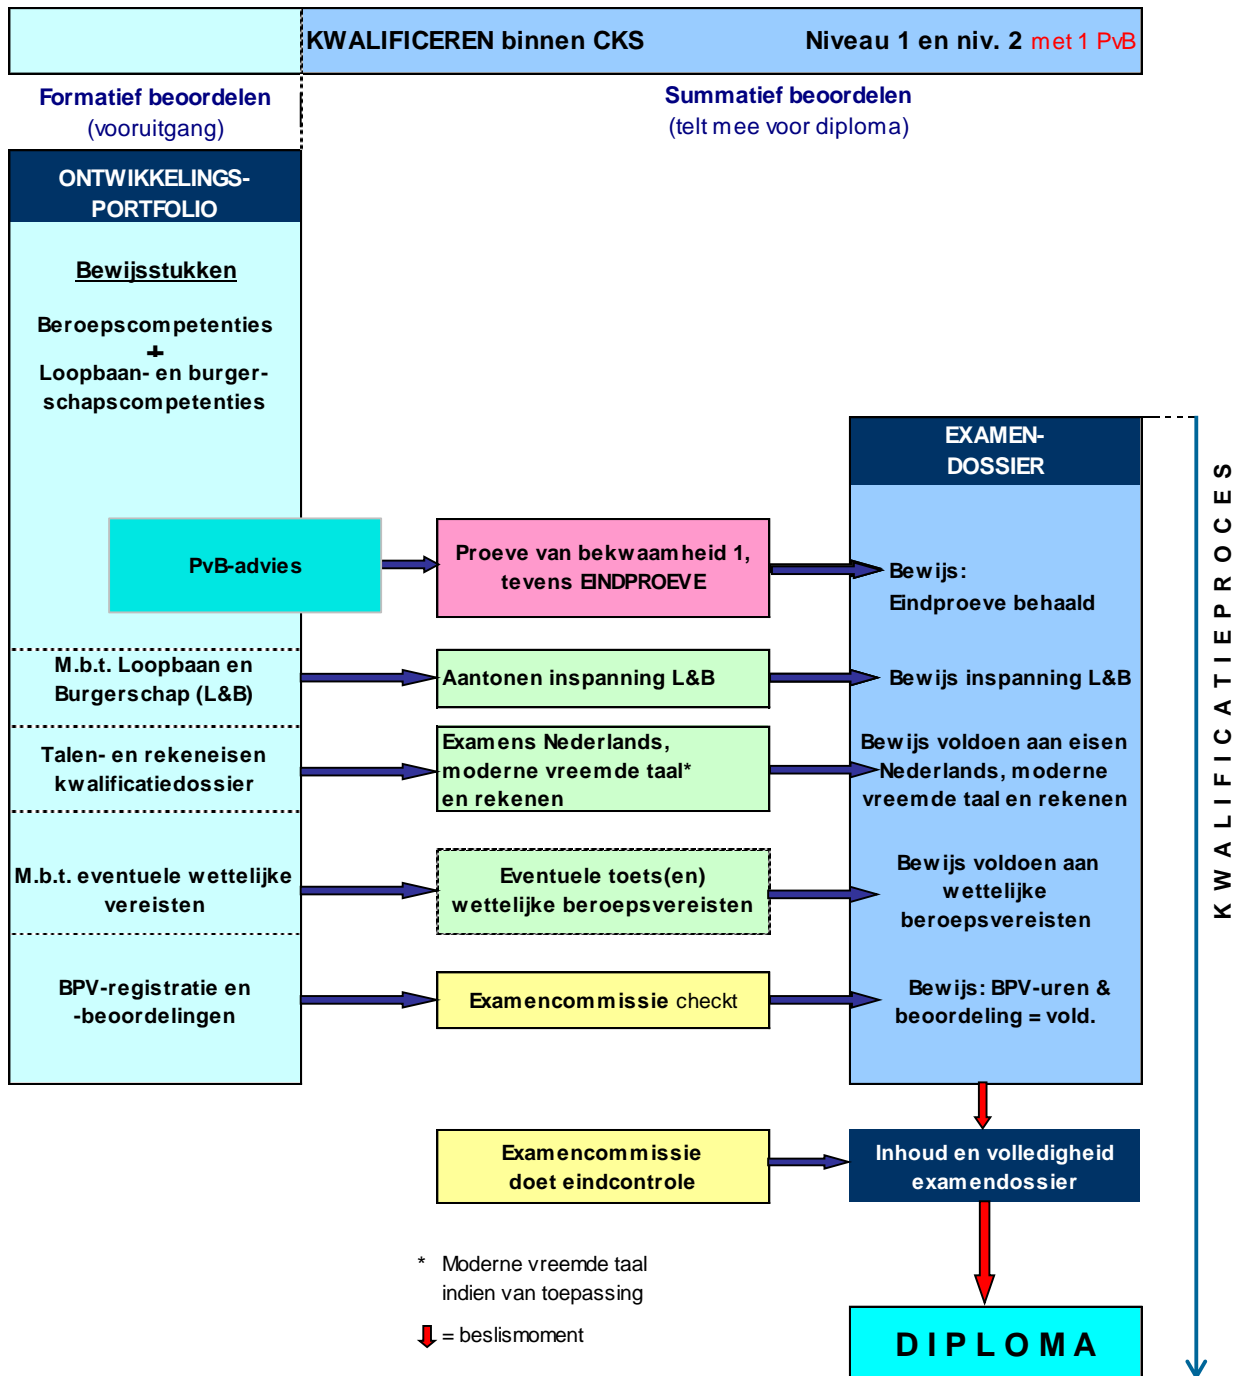 KWALIFICEREN binnen CKS Niveau 1 en niv. 2 met 1 PvB
Formatief beoordelen
(vooruitgang)
Summatief beoordelen
(telt mee voor diploma)
ONTWIKKELINGS-
PORTFOLIO
Bewijsstukken
Beroepscompetenties
+
Loopbaan- en burger-
schapscompetenties
EXAMEN-
DOSSIER
PvB-advies
Proeve van bekwaamheid 1,
tevens EINDPROEVE
Bewijs:
Eindproeve behaald
M.b.t. Loopbaan en
Burgerschap (L&B)
Aantonen inspanning L&B
Bewijs inspanning L&B
Talen- en rekeneisen
kwalificatiedossier
Examens Nederlands,
moderne vreemde taal*
en rekenen
Bewijs voldoen aan eisen
Nederlands, moderne
vreemde taal en rekenen
M.b.t. eventuele wettelijke
vereisten
Eventuele toets(en)
wettelijke beroepsvereisten
Bewijs voldoen aan
wettelijke
beroepsvereisten
BPV-registratie en
-beoordelingen
Examencommissie checkt
Bewijs: BPV-uren &
beoordeling = vold.
Examencommissie
doet eindcontrole
Inhoud en volledigheid
examendossier
* Moderne vreemde taal
indien van toepassing
= beslismoment
DIPLOMA
KWALIFICATIEPROCES